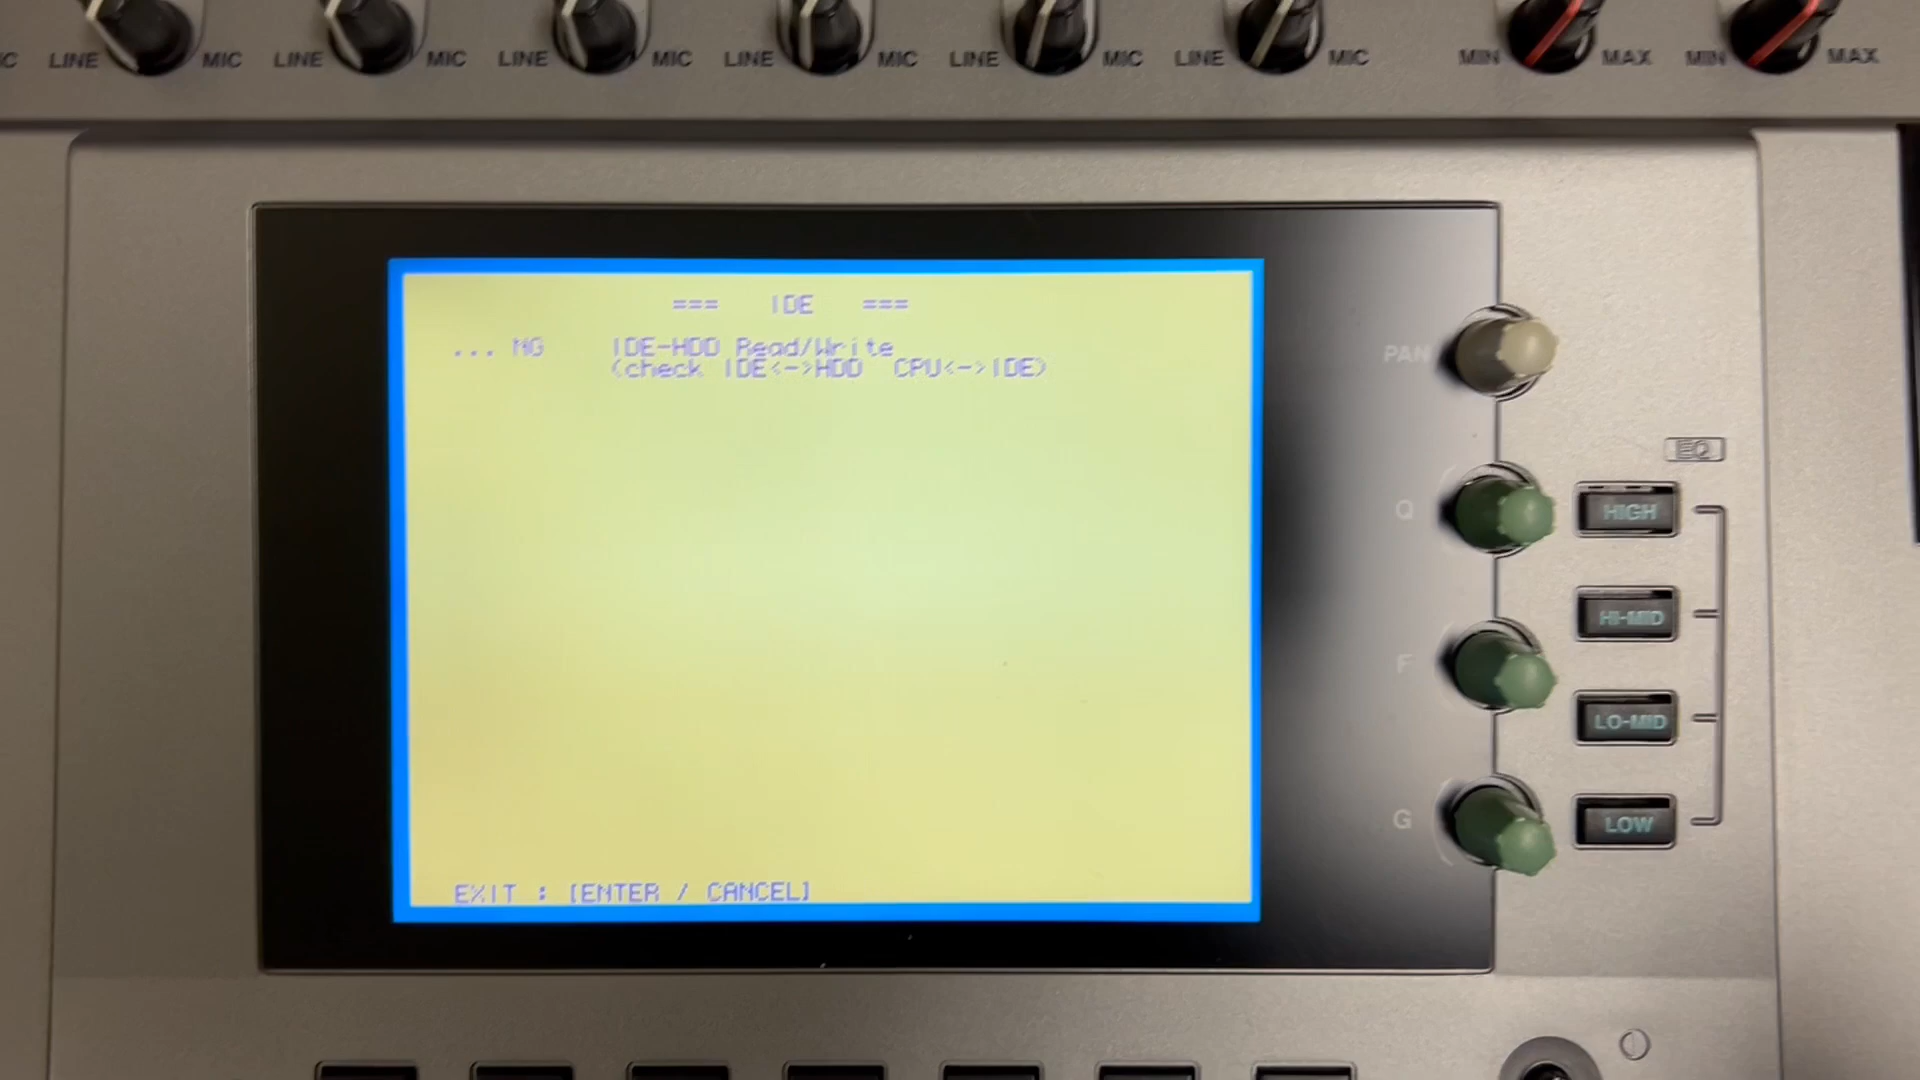 C LINE MIC LINE MIC LINE MIC LINE MIC LINE MIC LINE MIC MIN MAX MIN MAX
=== IDE ===
... NG IDE-HDD Read/Write
(check IDE<->HDD CPU<->IDE)
EXIT : [ENTER / CANCEL]
PAN
EQ
Q HIGH
HI-MID
F
LO-MID
G LOW